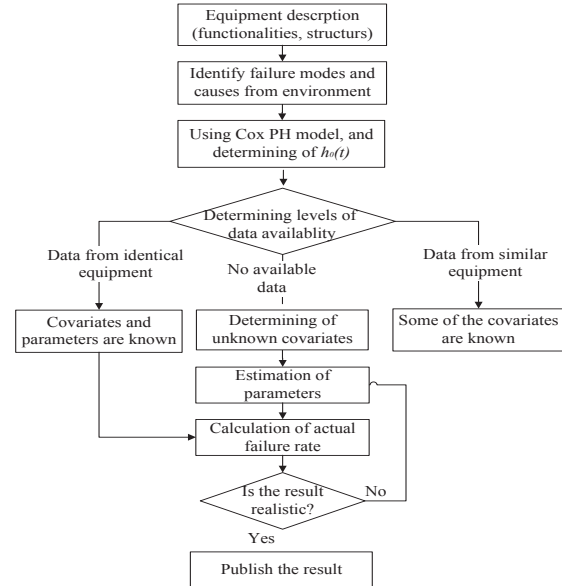 Equipment descrption
(functionalities, structurs)
Identify failure modes and
causes from environment
Using Cox PH model, and
determining of h₀(t)
Determining levels of
data availablity
Data from identical
equipment
No available
data
Data from similar
equipment
Covariates and
parameters are known
Determining of
unknown covariates
Some of the covariates
are known
Estimation of
parameters
Calculation of actual
failure rate
Is the result
realistic?
No
Yes
Publish the result